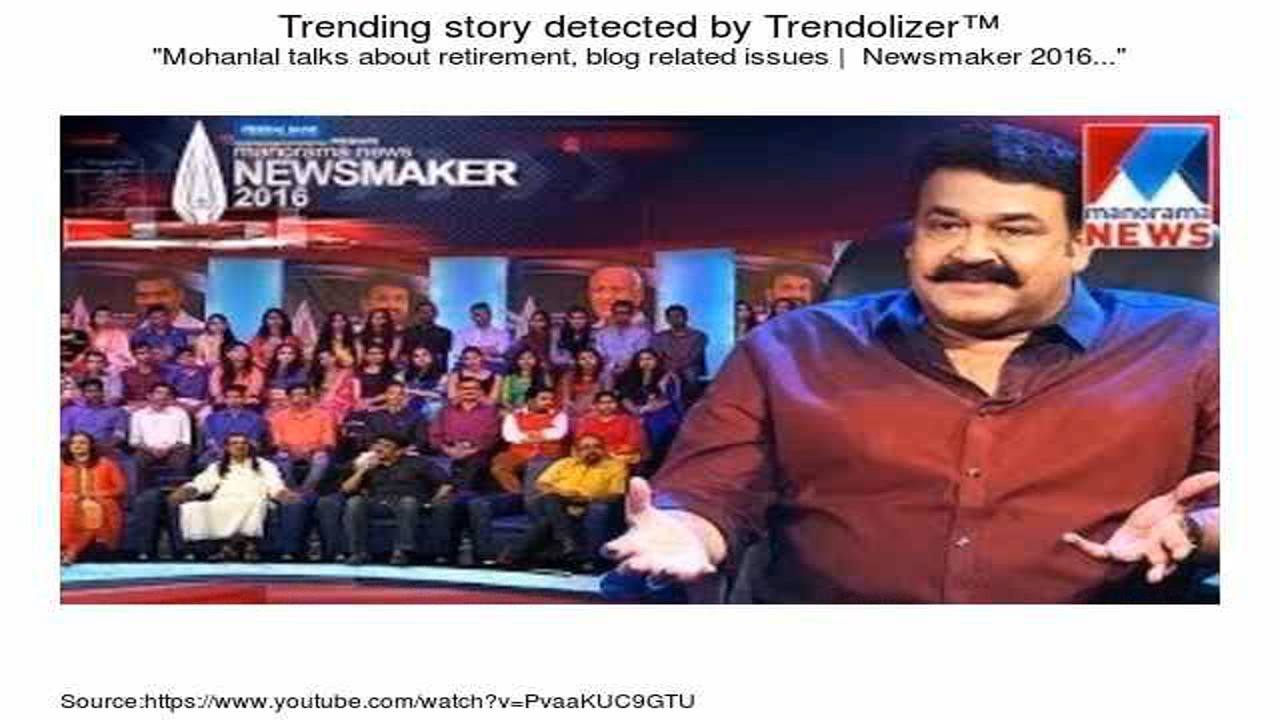 Trending story detected by Trendolizer™
"Mohanlal talks about retirement, blog related issues | Newsmaker 2016..."
manorama news
NEWSMAKER
2016
manorama
NEWS
Source:https://www.youtube.com/watch?v=PvaaKUC9GTU